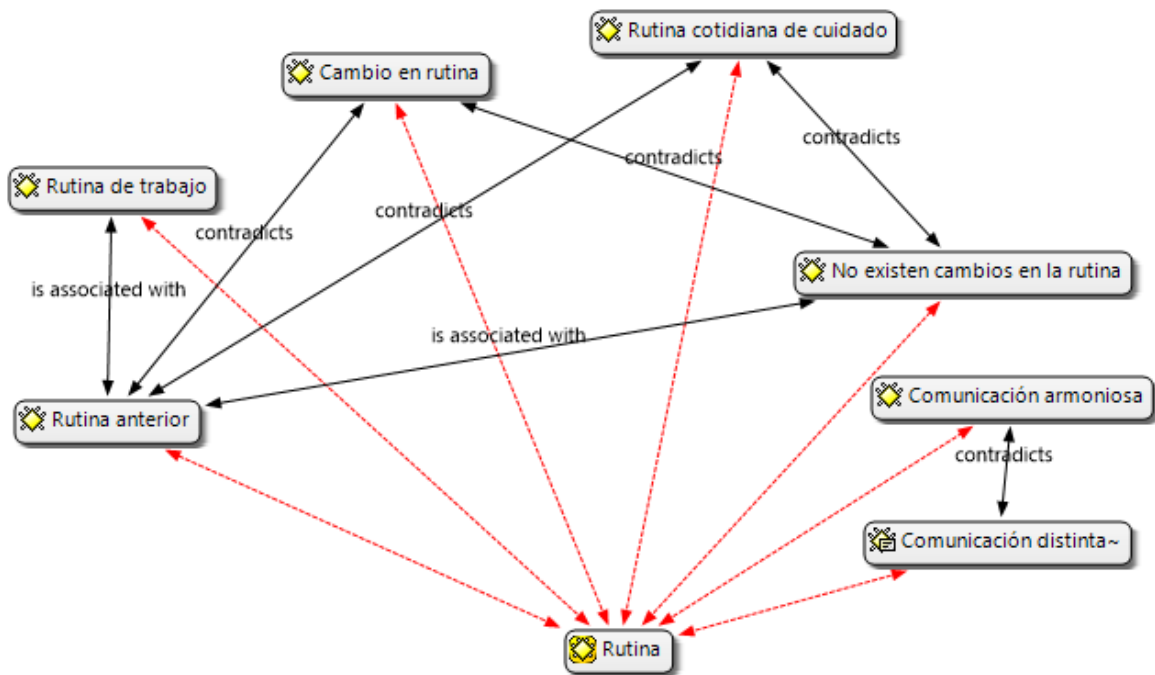 Rutina cotidiana de cuidado
Cambio en rutina
contradicts
contradicts
Rutina de trabajo
contradicts
contradicts
No existen cambios en la rutina
is associated with
is associated with
Comunicación armoniosa
Rutina anterior
contradicts
Comunicación distinta~
Rutina